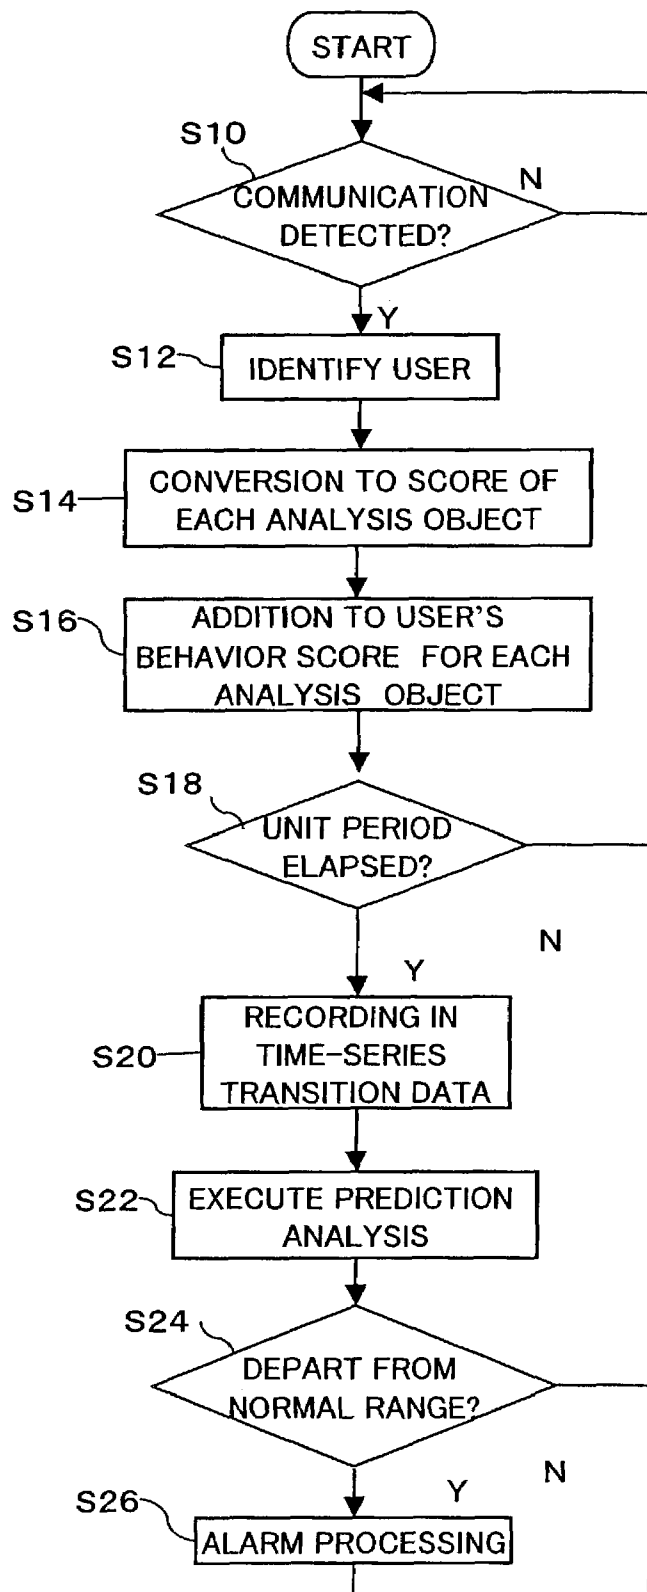 START
S10
COMMUNICATION
DETECTED?
N
Y
S12
IDENTIFY USER
S14
CONVERSION TO SCORE OF
EACH ANALYSIS OBJECT
S16
ADDITION TO USER'S
BEHAVIOR SCORE FOR EACH
ANALYSIS OBJECT
S18
UNIT PERIOD
ELAPSED?
N
Y
S20
RECORDING IN
TIME-SERIES
TRANSITION DATA
S22
EXECUTE PREDICTION
ANALYSIS
S24
DEPART FROM
NORMAL RANGE?
N
Y
S26
ALARM PROCESSING